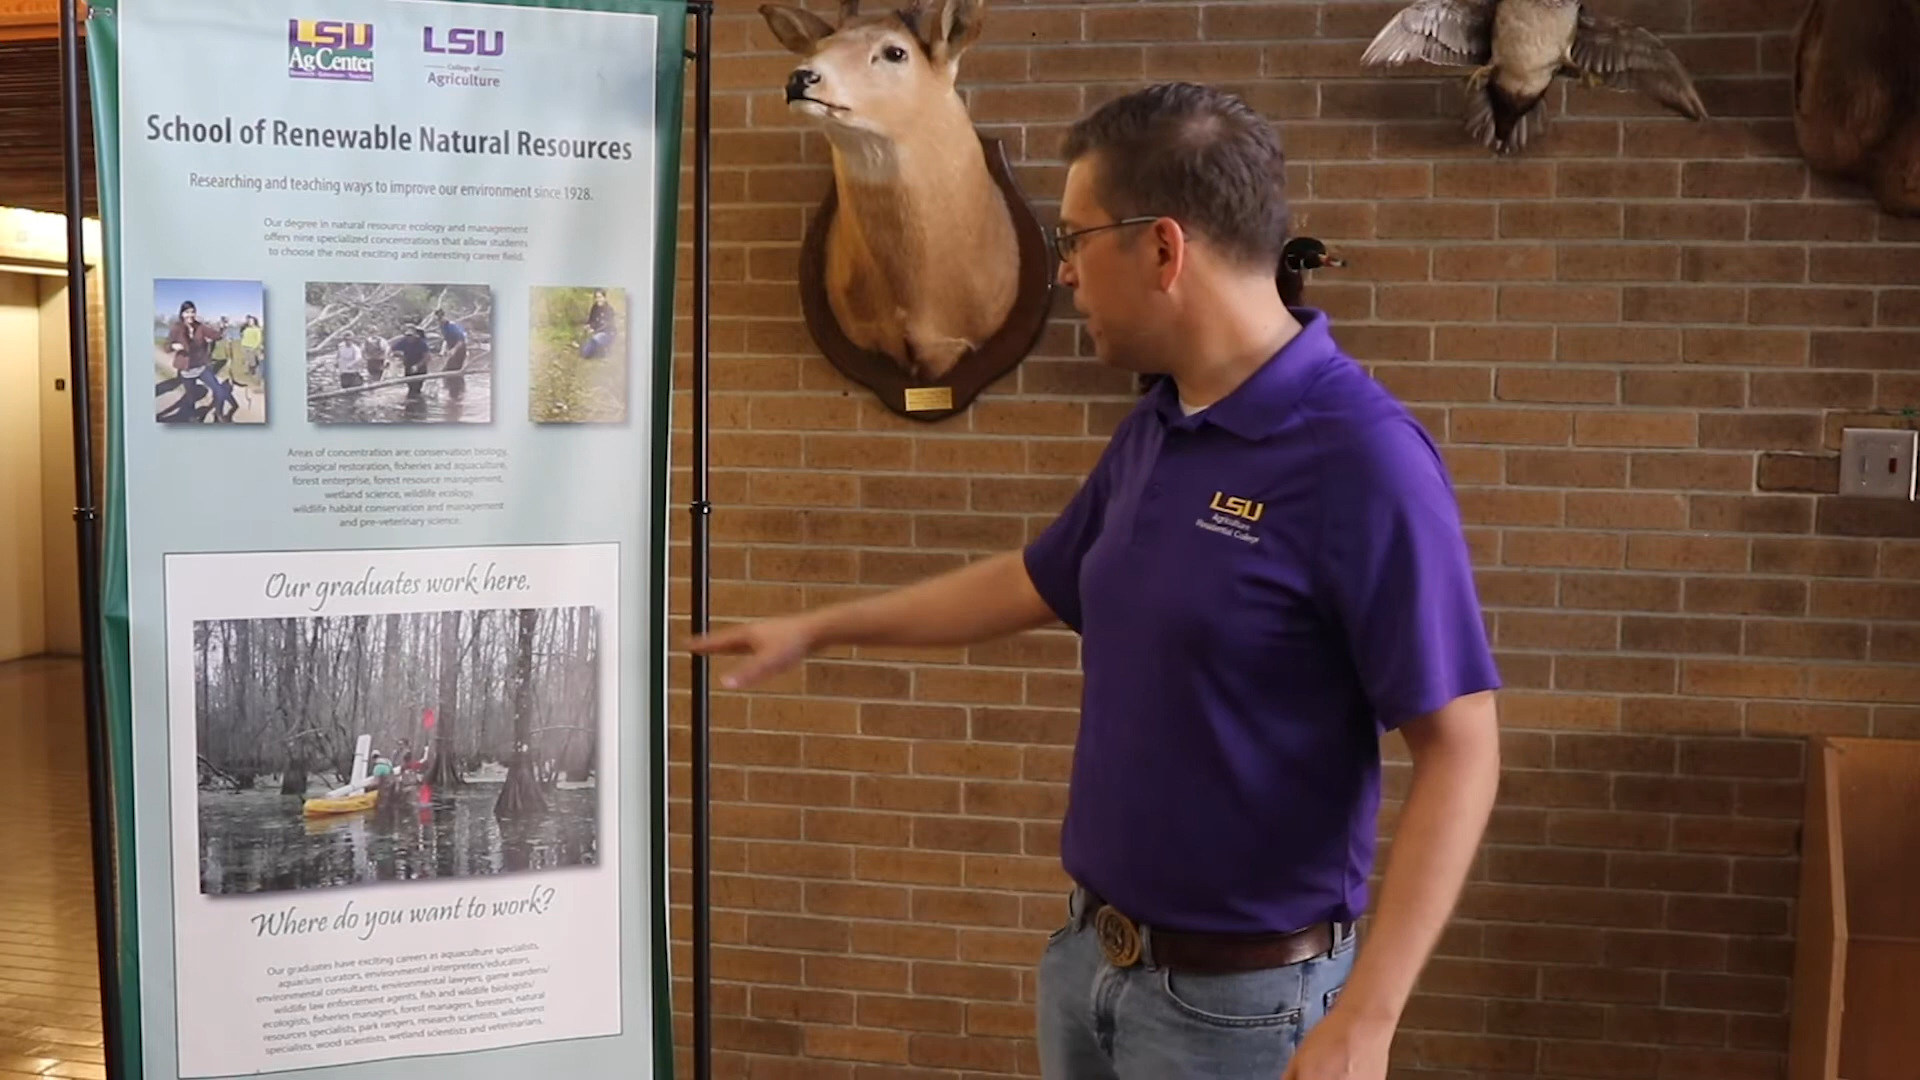 LSU
AgCenter
Research · Extension · Teaching
LSU
College of
Agriculture
School of Renewable Natural Resources
Researching and teaching ways to improve our environment since 1928.
Our degree in natural resource ecology and management
offers nine specialized concentrations that allow students
to choose the most exciting and interesting career field.
Areas of concentration are: conservation biology,
ecological restoration, fisheries and aquaculture,
forest enterprise, forest resource management,
wetland science, wildlife ecology,
wildlife habitat conservation and management
and pre-veterinary science.
Our graduates work here.
Where do you want to work?
Our graduates have exciting careers as aquaculture specialists,
aquarium curators, environmental interpreters/educators,
environmental consultants, environmental lawyers, game wardens/
wildlife law enforcement agents, fish and wildlife biologists/
ecologists, fisheries managers, forest managers, foresters, natural
resources specialists, park rangers, research scientists, wilderness
specialists, wood scientists, wetland scientists and veterinarians.
LSU
Agriculture
Residential College